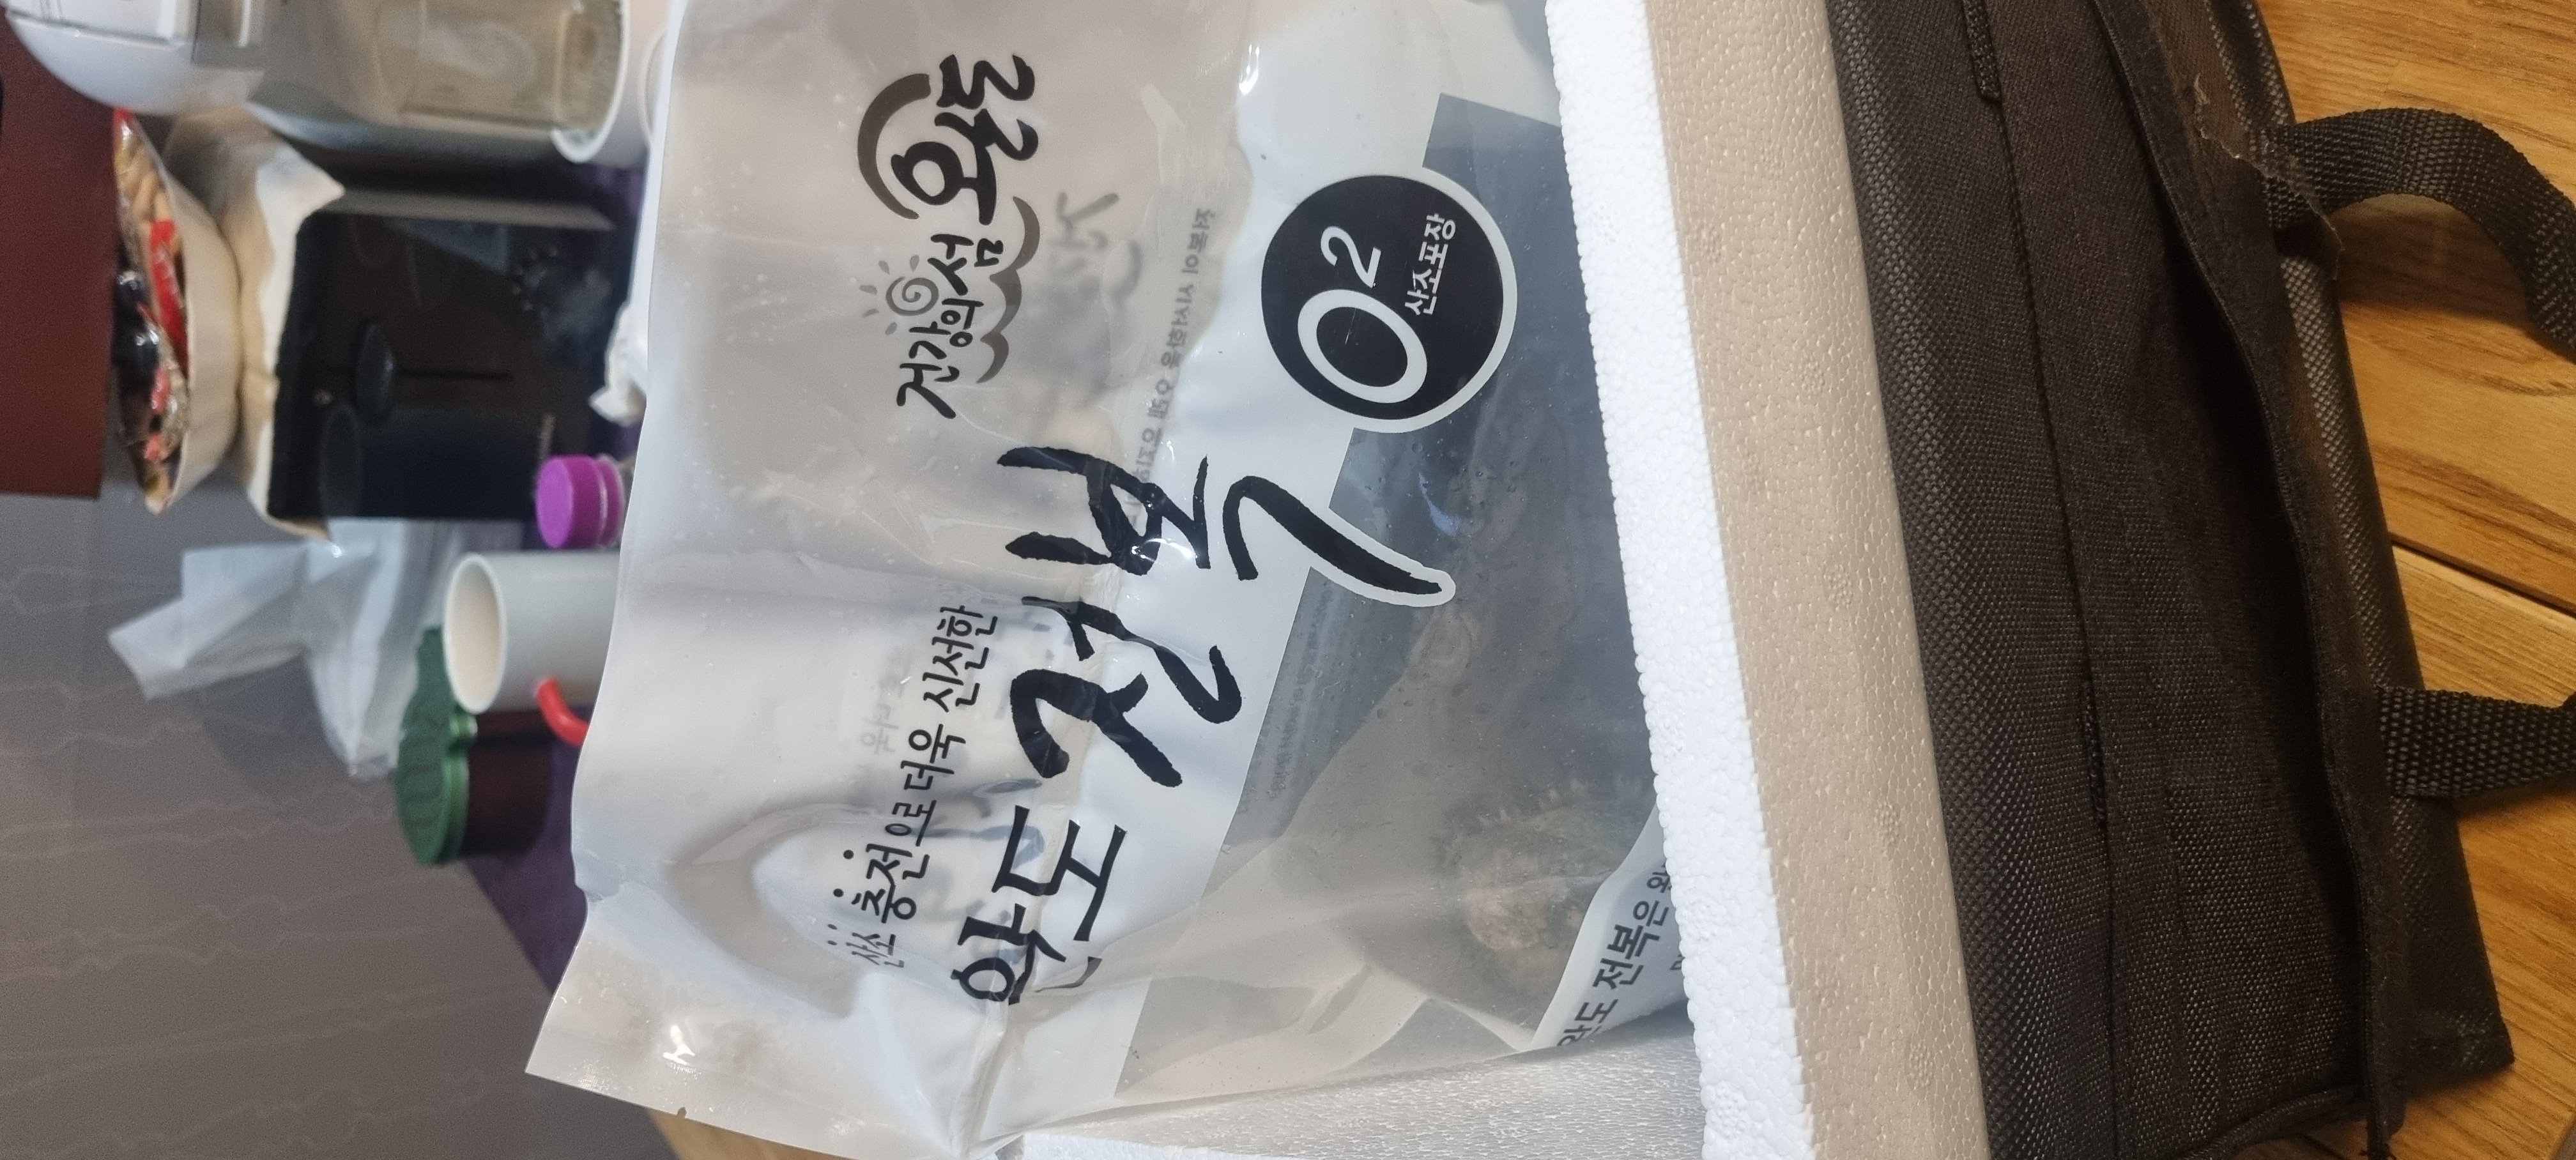 건강의 섬 완도
산소 충전으로 더욱 신선한
완도 전복
O2
산소포장
완도 전복은